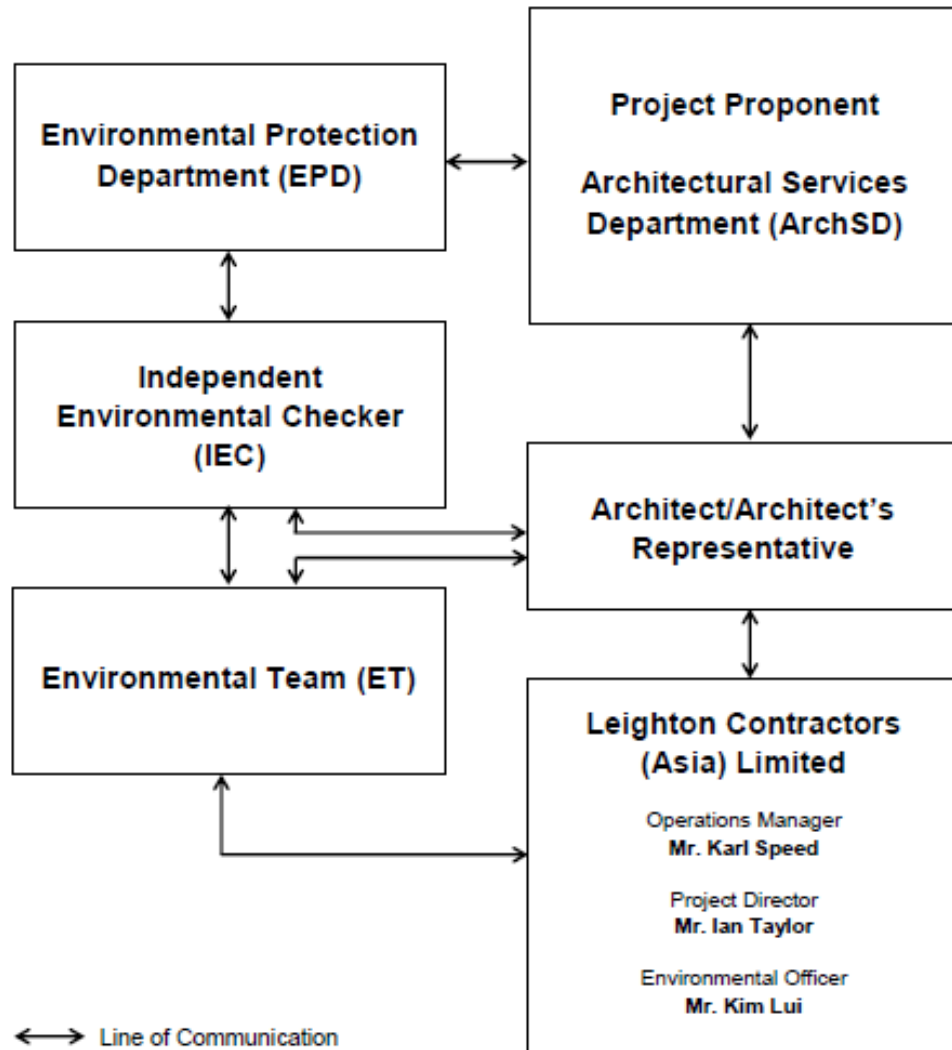 Environmental Protection
Department (EPD)
Project Proponent
Architectural Services
Department (ArchSD)
Independent
Environmental Checker
(IEC)
Architect/Architect's
Representative
Environmental Team (ET)
Leighton Contractors
(Asia) Limited
Operations Manager
Mr. Karl Speed
Project Director
Mr. Ian Taylor
Environmental Officer
Mr. Kim Lui
Line of Communication